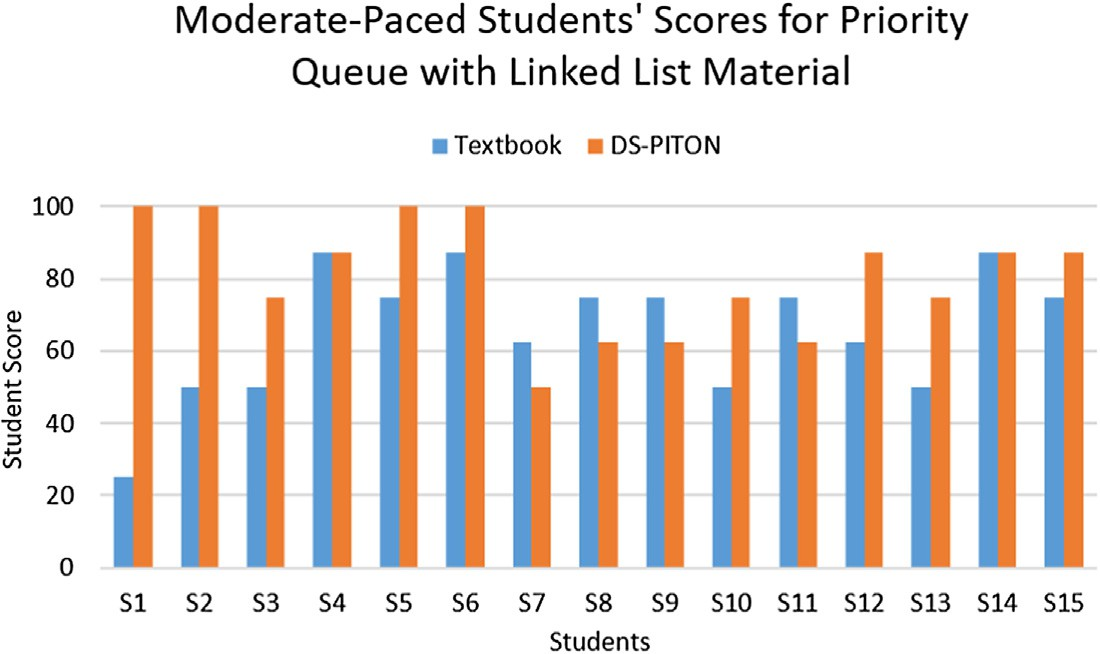 Moderate-Paced Students' Scores for Priority
Queue with Linked List Material
Textbook DS-PITON
100
80
60
40
20
0
Student Score
S1 S2 S3 S4 S5 S6 S7 S8 S9 S10 S11 S12 S13 S14 S15
Students